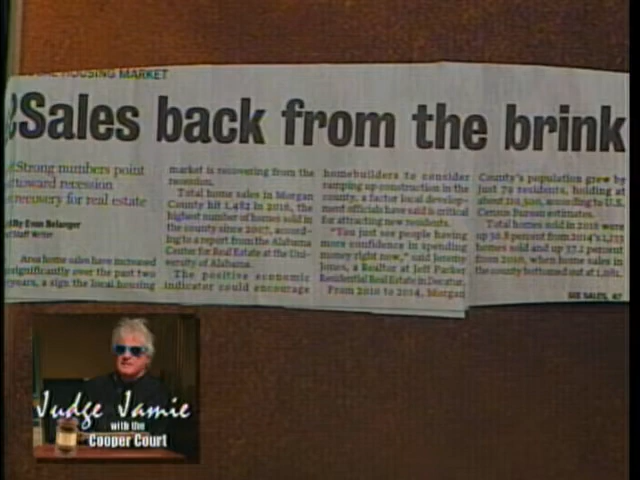 HOUSING MARKET
Sales back from the brink
Strong numbers point
toward recession
recovery for real estate
By Evan Belanger
Staff Writer
Area home sales have increased
significantly over the past two
years, a sign the local housing
market is recovering from the
recession.
Total home sales in Morgan
County hit 1,482 in 2016, the
highest number of homes sold in
the county since 2007, accord-
ing to a report from the Alabama
Center for Real Estate at the Uni-
versity of Alabama.
The positive economic
indicator could encourage
homebuilders to consider
ramping up construction in the
county, a factor local develop-
ment officials have said is critical
for attracting new residents.
"You just see people having
more confidence in spending
money right now," said Jeremy
Jones, a Realtor at Jeff Parker
Residential Real Estate in Decatur.
From 2010 to 2014, Morgan
County's population grew by
just 70 residents, holding at
about according to U.S.
Census Bureau estimates.
Total homes sold in 2016 were
up percent from 2014's
sold and up 37.2 percent
from when home sales in
the county bottomed out at 1,081.
SEE SALES, A7
Judge Jamie
with the
Cooper Court